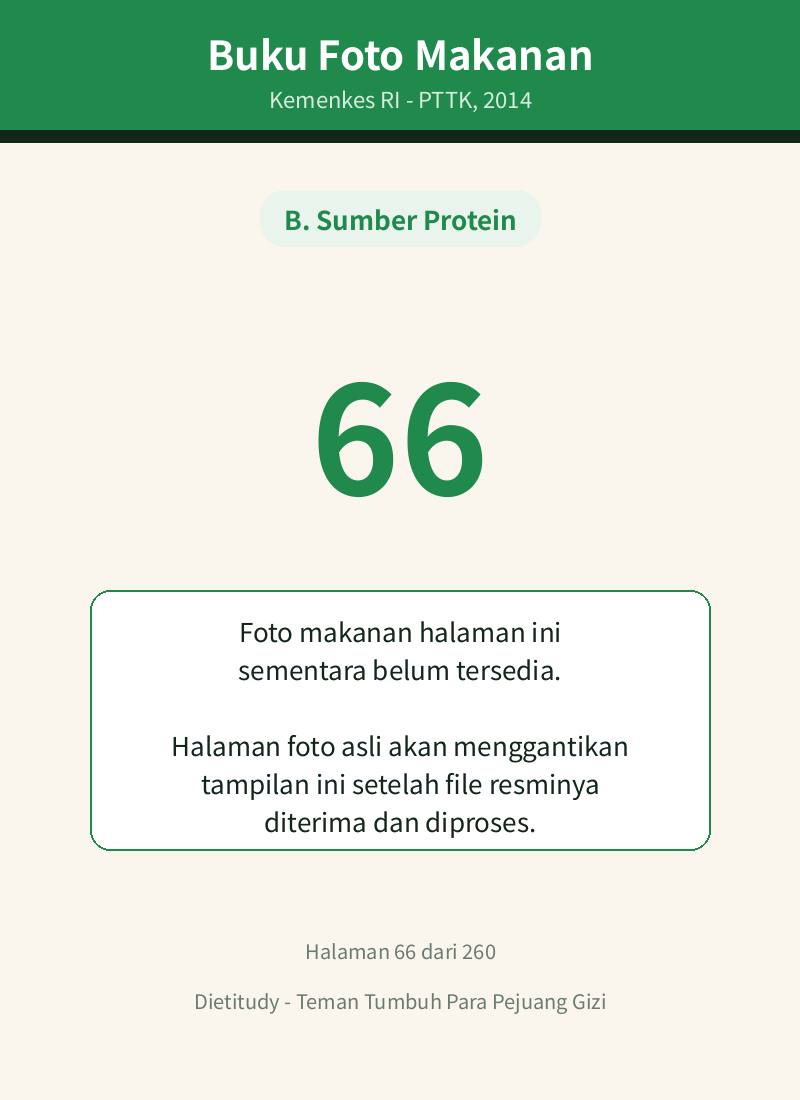 Buku Foto Makanan
Kemenkes RI - PTTK, 2014
B. Sumber Protein
66
Foto makanan halaman ini
sementara belum tersedia.
Halaman foto asli akan menggantikan
tampilan ini setelah file resminya
diterima dan diproses.
Halaman 66 dari 260
Dietitudy - Teman Tumbuh Para Pejuang Gizi